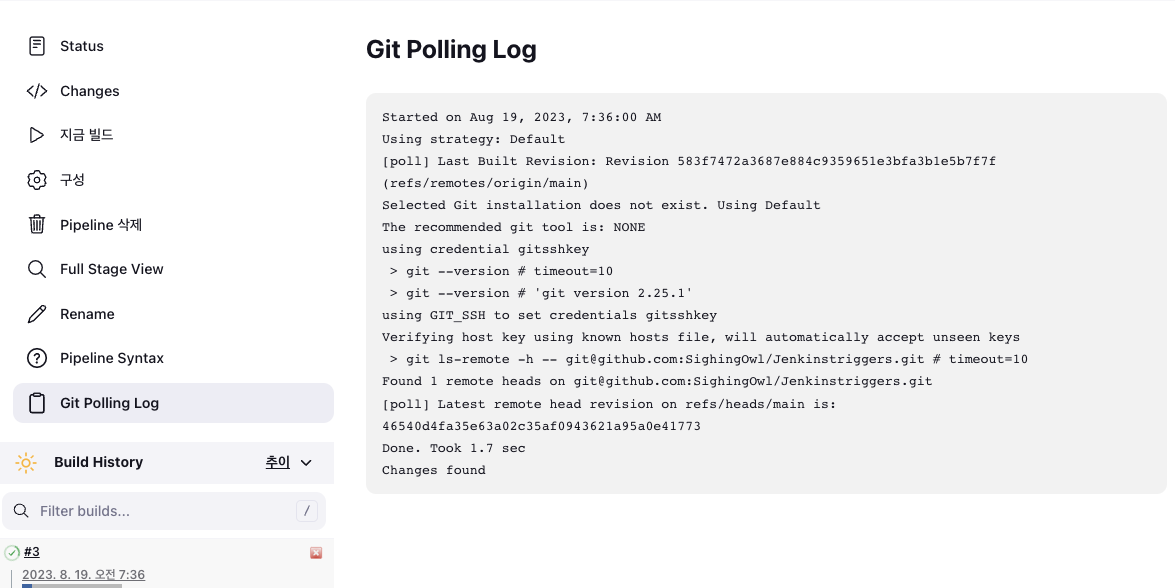 Status
Changes
지금 빌드
구성
Pipeline 삭제
Full Stage View
Rename
Pipeline Syntax
Git Polling Log
Build History 추이
Filter builds... /
#3
2023. 8. 19. 오전 7:36
Git Polling Log
Started on Aug 19, 2023, 7:36:00 AM
Using strategy: Default
[poll] Last Built Revision: Revision 583f7472a3687e884c9359651e3bfa3b1e5b7f7f
(refs/remotes/origin/main)
Selected Git installation does not exist. Using Default
The recommended git tool is: NONE
using credential gitsshkey
 > git --version # timeout=10
 > git --version # 'git version 2.25.1'
using GIT_SSH to set credentials gitsshkey
Verifying host key using known hosts file, will automatically accept unseen keys
 > git ls-remote -h -- git@github.com:SighingOwl/Jenkinstriggers.git # timeout=10
Found 1 remote heads on git@github.com:SighingOwl/Jenkinstriggers.git
[poll] Latest remote head revision on refs/heads/main is:
46540d4fa35e63a02c35af0943621a95a0e41773
Done. Took 1.7 sec
Changes found